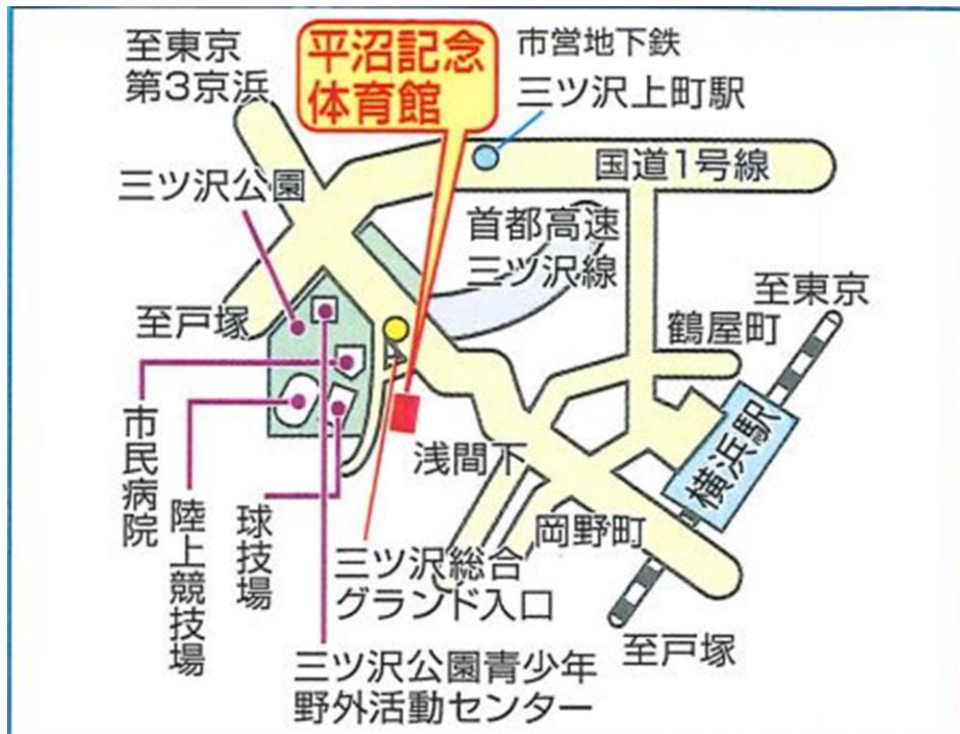 至東京
第3京浜
平沼記念
体育館
市営地下鉄
三ツ沢上町駅
国道1号線
三ツ沢公園
首都高速
三ツ沢線
至東京
至戸塚
鶴屋町
横浜駅
浅間下
市民病院
陸上競技場
球技場
岡野町
三ツ沢総合
グランド入口
至戸塚
三ツ沢公園青少年
野外活動センター